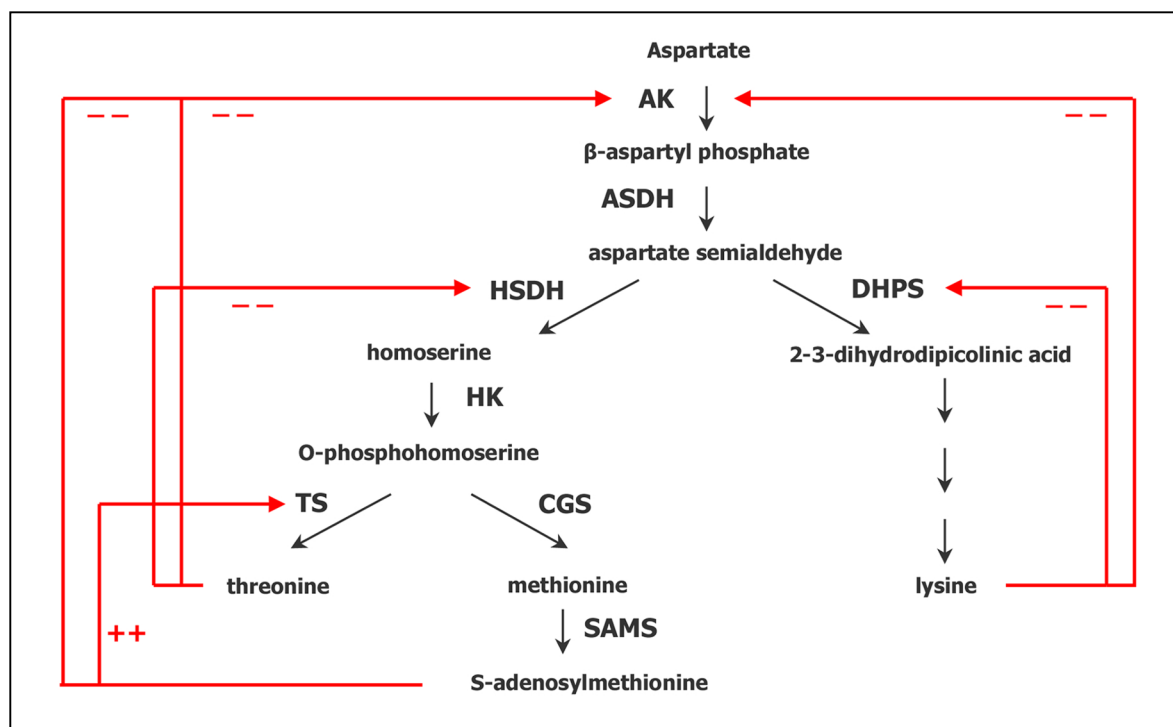 Aspartate
AK
– –
– –
– –
β-aspartyl phosphate
ASDH
aspartate semialdehyde
HSDH
DHPS
– –
– –
homoserine
2-3-dihydrodipicolinic acid
HK
O-phosphohomoserine
TS
CGS
threonine
methionine
lysine
++
SAMS
S-adenosylmethionine